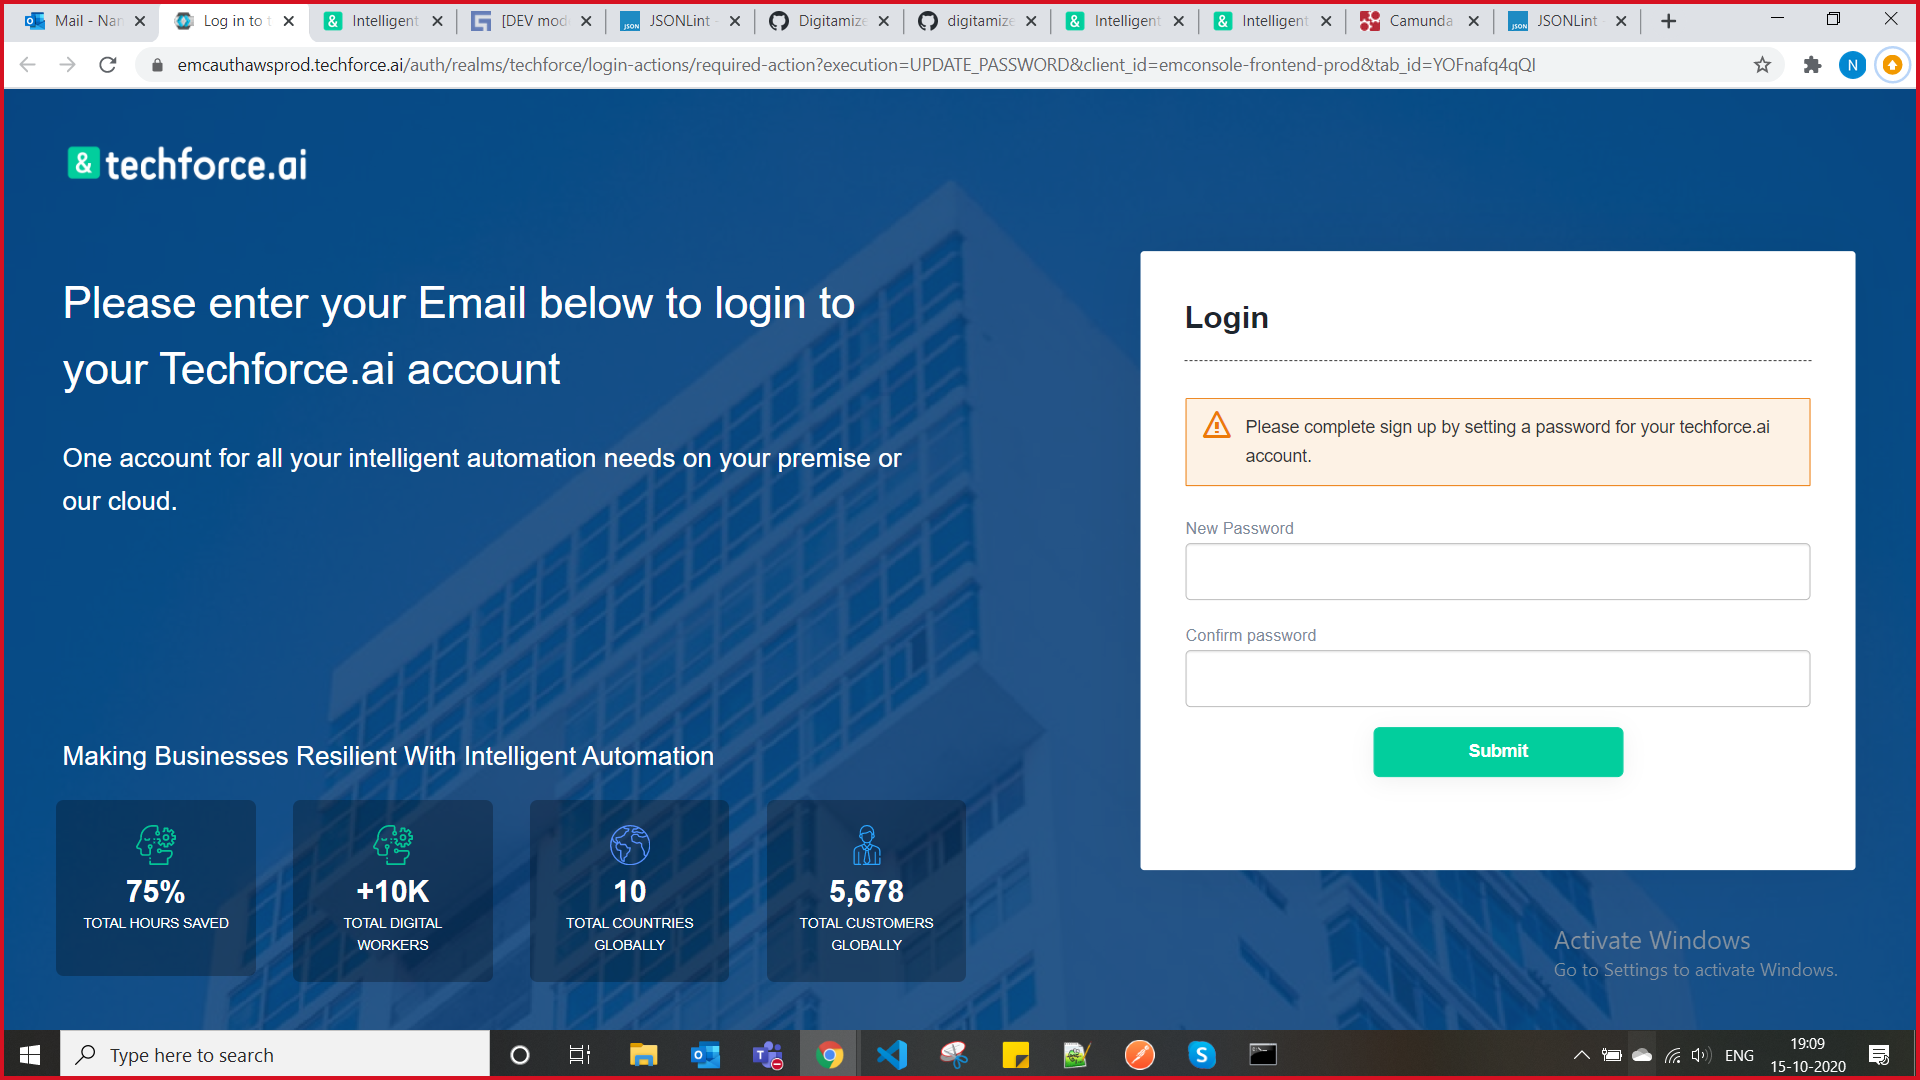 Mail - Nan
Log in to t
Intelligent
[DEV mod
JSONLint -
Digitamize
digitamize
Intelligent
Intelligent
Camunda
JSONLint -
emcauthawsprod.techforce.ai/auth/realms/techforce/login-actions/required-action?execution=UPDATE_PASSWORD&client_id=emconsole-frontend-prod&tab_id=YOFnafq4qQI
N
& techforce.ai
Please enter your Email below to login to
your Techforce.ai account
One account for all your intelligent automation needs on your premise or
our cloud.
Making Businesses Resilient With Intelligent Automation
75%
TOTAL HOURS SAVED
+10K
TOTAL DIGITAL
WORKERS
10
TOTAL COUNTRIES
GLOBALLY
5,678
TOTAL CUSTOMERS
GLOBALLY
Login
Please complete sign up by setting a password for your techforce.ai
account.
New Password
Confirm password
Submit
Activate Windows
Go to Settings to activate Windows.
Type here to search
ENG
19:09
15-10-2020